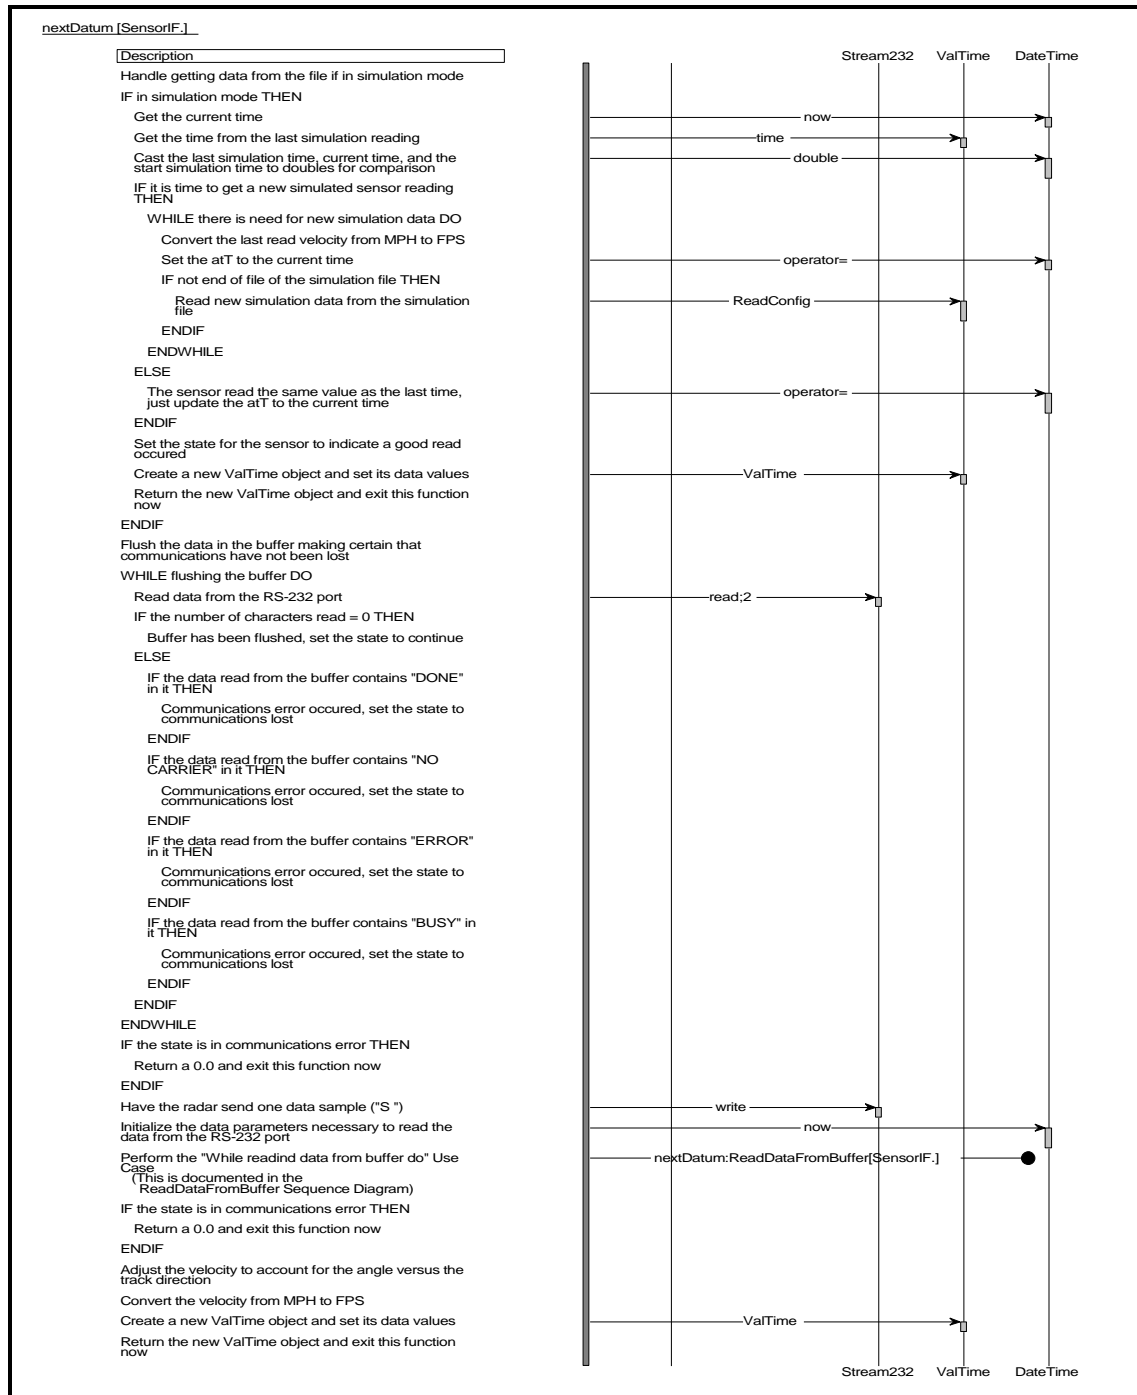 nextDatum [SensorIF.]
Description
Stream232 ValTime DateTime
Handle getting data from the file if in simulation mode
IF in simulation mode THEN
Get the current time
now
Get the time from the last simulation reading
time
Cast the last simulation time, current time, and the
start simulation time to doubles for comparison
double
IF it is time to get a new simulated sensor reading
THEN
WHILE there is need for new simulation data DO
Convert the last read velocity from MPH to FPS
Set the atT to the current time
operator=
IF not end of file of the simulation file THEN
Read new simulation data from the simulation
file
ReadConfig
ENDIF
ENDWHILE
ELSE
The sensor read the same value as the last time,
just update the atT to the current time
operator=
ENDIF
Set the state for the sensor to indicate a good read
occured
Create a new ValTime object and set its data values
ValTime
Return the new ValTime object and exit this function
now
ENDIF
Flush the data in the buffer making certain that
communications have not been lost
WHILE flushing the buffer DO
Read data from the RS-232 port
read;2
IF the number of characters read = 0 THEN
Buffer has been flushed, set the state to continue
ELSE
IF the data read from the buffer contains "DONE"
in it THEN
Communications error occured, set the state to
communications lost
ENDIF
IF the data read from the buffer contains "NO
CARRIER" in it THEN
Communications error occured, set the state to
communications lost
ENDIF
IF the data read from the buffer contains "ERROR"
in it THEN
Communications error occured, set the state to
communications lost
ENDIF
IF the data read from the buffer contains "BUSY" in
it THEN
Communications error occured, set the state to
communications lost
ENDIF
ENDIF
ENDWHILE
IF the state is in communications error THEN
Return a 0.0 and exit this function now
ENDIF
Have the radar send one data sample ("S ")
write
Initialize the data parameters necessary to read the
data from the RS-232 port
now
Perform the "While readind data from buffer do" Use
Case
(This is documented in the
ReadDataFromBuffer Sequence Diagram)
nextDatum:ReadDataFromBuffer[SensorIF.]
IF the state is in communications error THEN
Return a 0.0 and exit this function now
ENDIF
Adjust the velocity to account for the angle versus the
track direction
Convert the velocity from MPH to FPS
Create a new ValTime object and set its data values
ValTime
Return the new ValTime object and exit this function
now
Stream232 ValTime DateTime